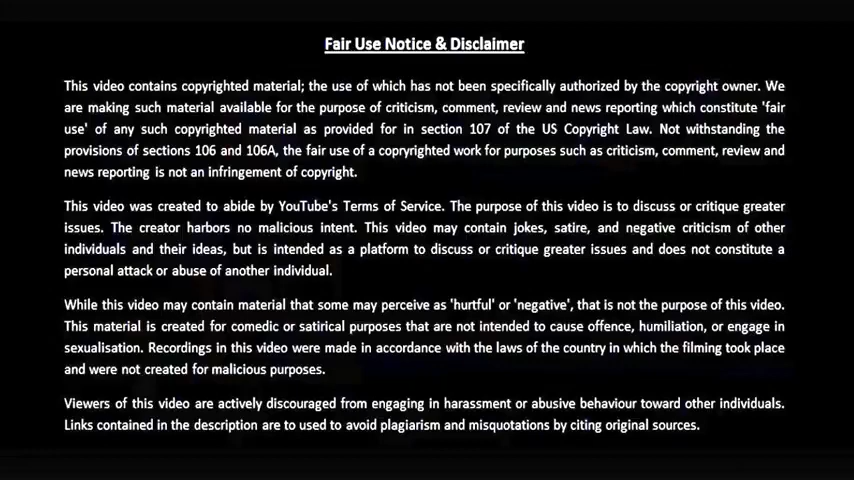 Fair Use Notice & Disclaimer
This video contains copyrighted material; the use of which has not been specifically authorized by the copyright owner. We
are making such material available for the purpose of criticism, comment, review and news reporting which constitute 'fair
use' of any such copyrighted material as provided for in section 107 of the US Copyright Law. Not withstanding the
provisions of sections 106 and 106A, the fair use of a copryrighted work for purposes such as criticism, comment, review and
news reporting is not an infringement of copyright.
This video was created to abide by YouTube's Terms of Service. The purpose of this video is to discuss or critique greater
issues. The creator harbors no malicious intent. This video may contain jokes, satire, and negative criticism of other
individuals and their ideas, but is intended as a platform to discuss or critique greater issues and does not constitute a
personal attack or abuse of another individual.
While this video may contain material that some may perceive as 'hurtful' or 'negative', that is not the purpose of this video.
This material is created for comedic or satirical purposes that are not intended to cause offence, humiliation, or engage in
sexualisation. Recordings in this video were made in accordance with the laws of the country in which the filming took place
and were not created for malicious purposes.
Viewers of this video are actively discouraged from engaging in harassment or abusive behaviour toward other individuals.
Links contained in the description are to used to avoid plagiarism and misquotations by citing original sources.